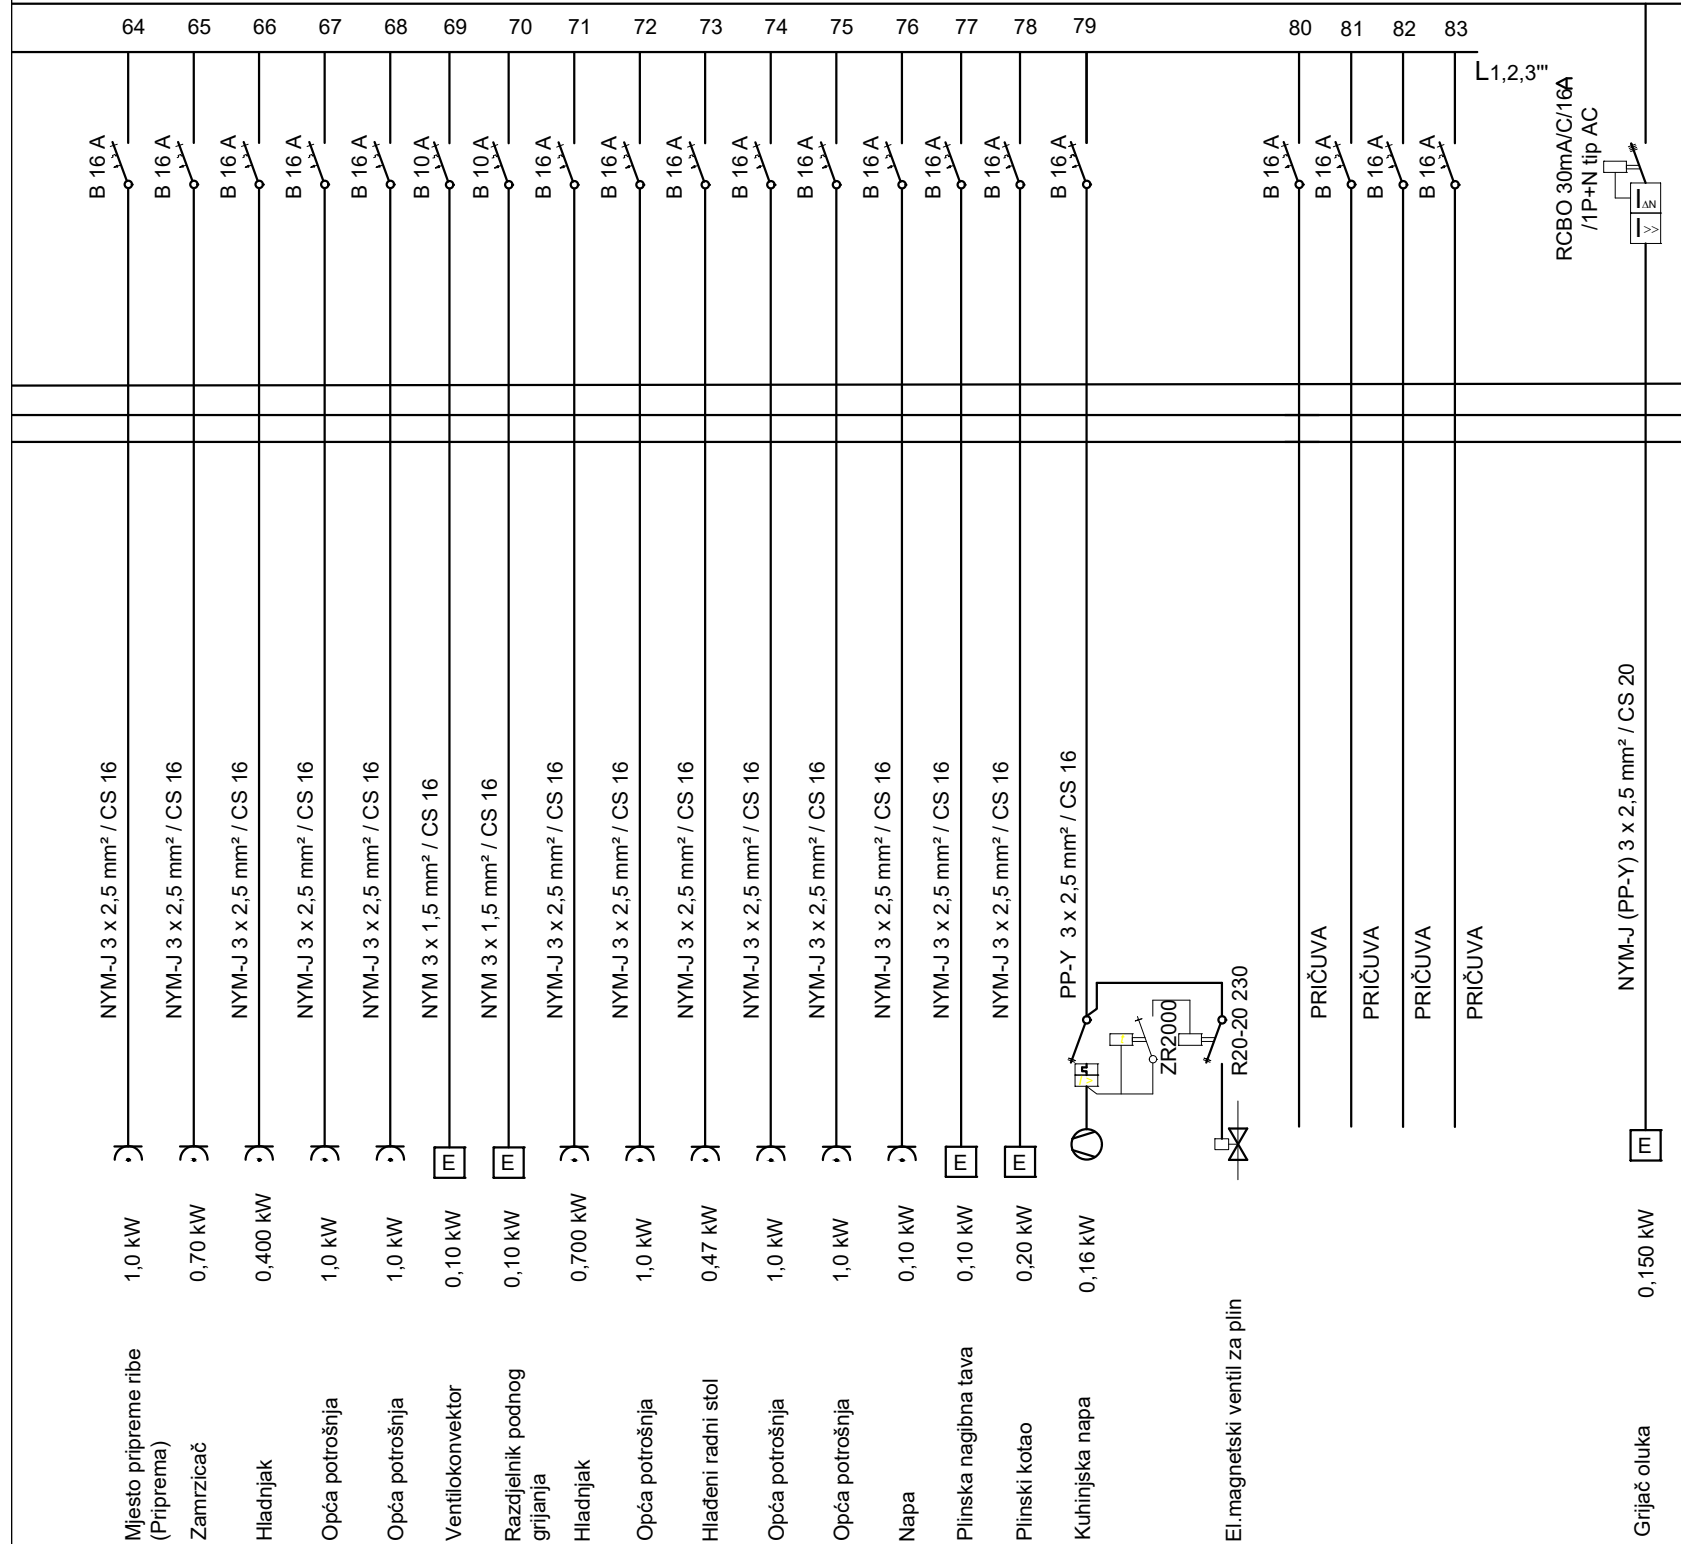 64
65
66
67
68
69
70
71
72
73
74
75
76
77
78
79
80
81
82
83
L1,2,3'''
B 16 A
B 16 A
B 16 A
B 16 A
B 16 A
B 10 A
B 10 A
B 16 A
B 16 A
B 16 A
B 16 A
B 16 A
B 16 A
B 16 A
B 16 A
B 16 A
B 16 A
B 16 A
B 16 A
B 16 A
RCBO 30mA/C/16A
/1P+N tip AC
I ΔN
I >>
NYM-J 3 x 2,5 mm² / CS 16
NYM-J 3 x 2,5 mm² / CS 16
NYM-J 3 x 2,5 mm² / CS 16
NYM-J 3 x 2,5 mm² / CS 16
NYM-J 3 x 2,5 mm² / CS 16
NYM 3 x 1,5 mm² / CS 16
NYM 3 x 1,5 mm² / CS 16
NYM-J 3 x 2,5 mm² / CS 16
NYM-J 3 x 2,5 mm² / CS 16
NYM-J 3 x 2,5 mm² / CS 16
NYM-J 3 x 2,5 mm² / CS 16
NYM-J 3 x 2,5 mm² / CS 16
NYM-J 3 x 2,5 mm² / CS 16
NYM-J 3 x 2,5 mm² / CS 16
NYM-J 3 x 2,5 mm² / CS 16
PP-Y 3 x 2,5 mm² / CS 16
ZR2000
R20-20 230
PRIČUVA
PRIČUVA
PRIČUVA
PRIČUVA
NYM-J (PP-Y) 3 x 2,5 mm² / CS 20
E
E
E
E
E
1,0 kW
0,70 kW
0,400 kW
1,0 kW
1,0 kW
0,10 kW
0,10 kW
0,700 kW
1,0 kW
0,47 kW
1,0 kW
1,0 kW
0,10 kW
0,10 kW
0,20 kW
0,16 kW
0,150 kW
Mjesto pripreme ribe
(Priprema)
Zamrzicač
Hladnjak
Opća potrošnja
Opća potrošnja
Ventilokonvektor
Razdjelnik podnog
grijanja
Hladnjak
Opća potrošnja
Hlađeni radni stol
Opća potrošnja
Opća potrošnja
Napa
Plinska nagibna tava
Plinski kotao
Kuhinjska napa
El.magnetski ventil za plin
Grijač oluka